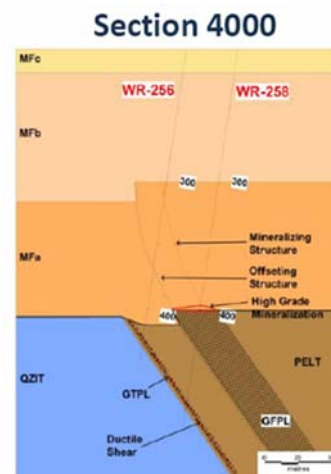 Section 4000
MFc
WR-256 WR-258
MFb
300 300
Mineralizing
Structure
Offseting
Structure
MFa
High Grade
Mineralization
400 400
QZIT
PELT
GTPL
GFPL
Ductile
Shear
metres